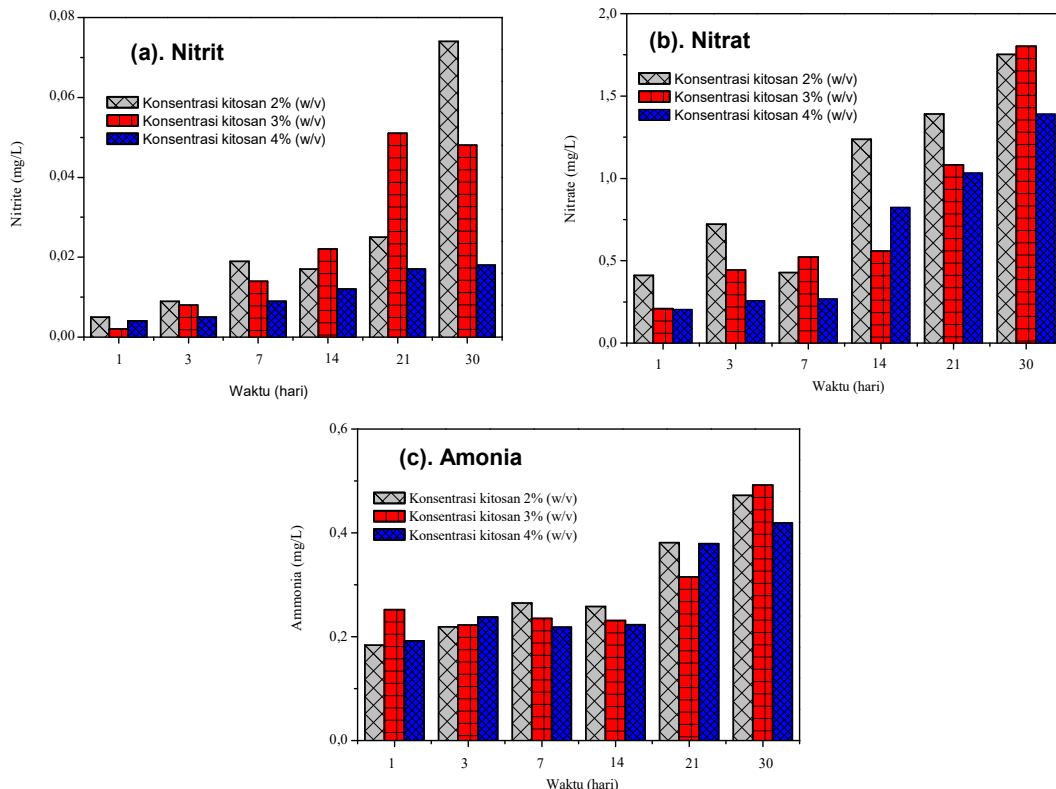 (a). Nitrit
Konsentrasi kitosan 2% (w/v)
Konsentrasi kitosan 3% (w/v)
Konsentrasi kitosan 4% (w/v)
Nitrite (mg/L)
0,08
0,06
0,04
0,02
0,00
1 3 7 14 21 30
Waktu (hari)
(b). Nitrat
Konsentrasi kitosan 2% (w/v)
Konsentrasi kitosan 3% (w/v)
Konsentrasi kitosan 4% (w/v)
Nitrate (mg/L)
2,0
1,5
1,0
0,5
0,0
1 3 7 14 21 30
Waktu (hari)
(c). Amonia
Konsentrasi kitosan 2% (w/v)
Konsentrasi kitosan 3% (w/v)
Konsentrasi kitosan 4% (w/v)
Ammonia (mg/L)
0,6
0,4
0,2
0,0
1 3 7 14 21 30
Waktu (hari)